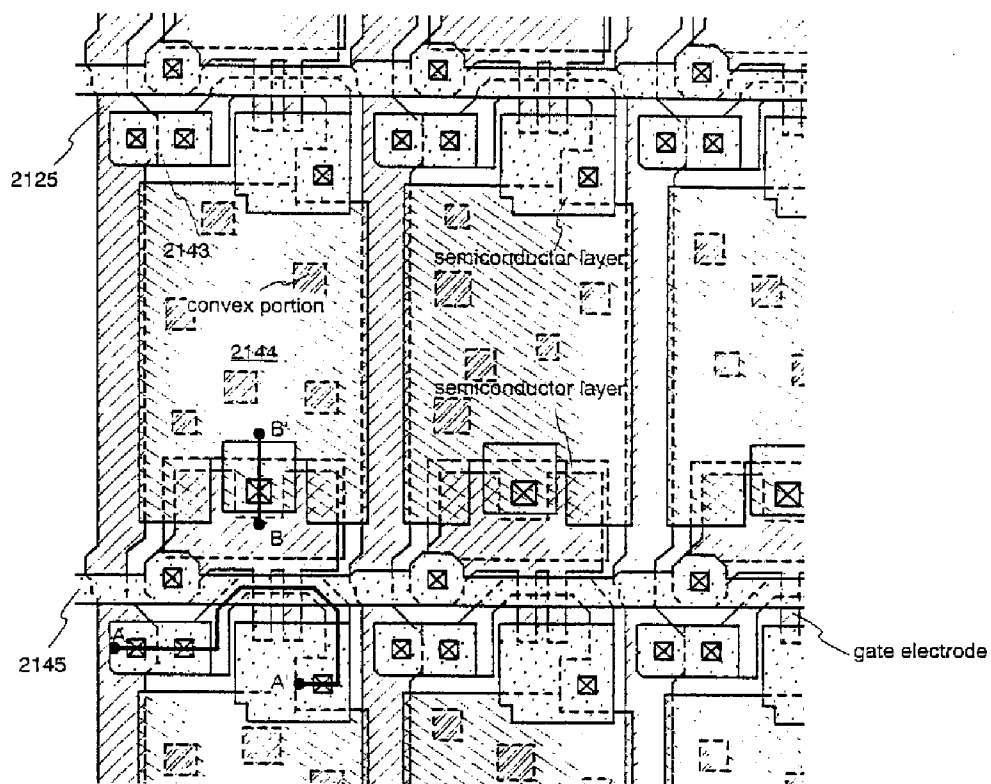 2125
2143
semiconductor layer
convex portion
2144
semiconductor layer
B'
B
A
2145
gate electrode
A'